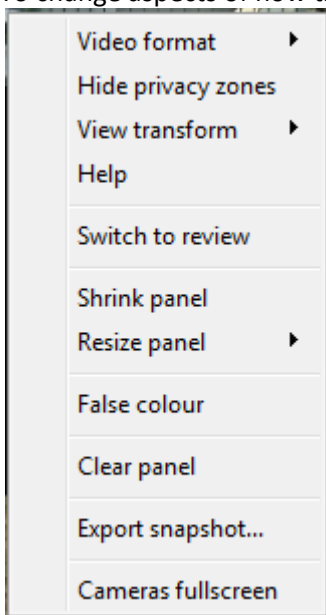 Video format
Hide privacy zones
View transform
Help
Switch to review
Shrink panel
Resize panel
False colour
Clear panel
Export snapshot...
Cameras fullscreen